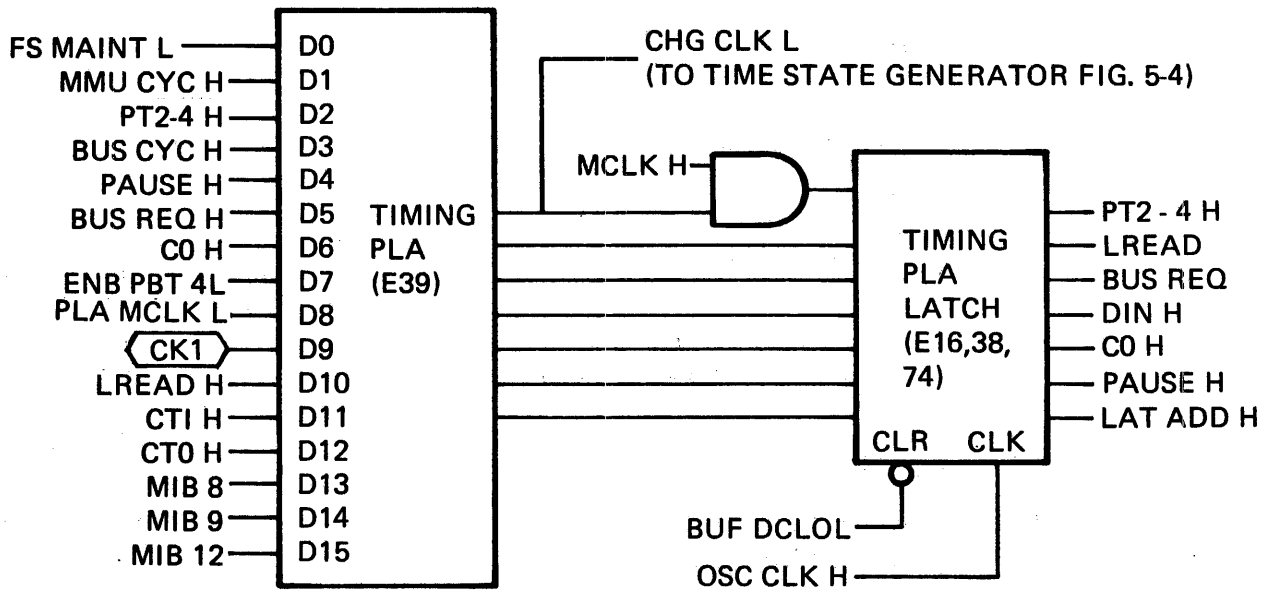 FS MAINT L
MMU CYC H
PT2-4 H
BUS CYC H
PAUSE H
BUS REQ H
C0 H
ENB PBT 4L
PLA MCLK L
CK1
LREAD H
CTI H
CT0 H
MIB 8
MIB 9
MIB 12
D0
D1
D2
D3
D4
D5
D6
D7
D8
D9
D10
D11
D12
D13
D14
D15
TIMING
PLA
(E39)
CHG CLK L
(TO TIME STATE GENERATOR FIG. 5-4)
MCLK H
TIMING
PLA
LATCH
(E16,38,
74)
CLR CLK
PT2 - 4 H
LREAD
BUS REQ
DIN H
C0 H
PAUSE H
LAT ADD H
BUF DCLOL
OSC CLK H